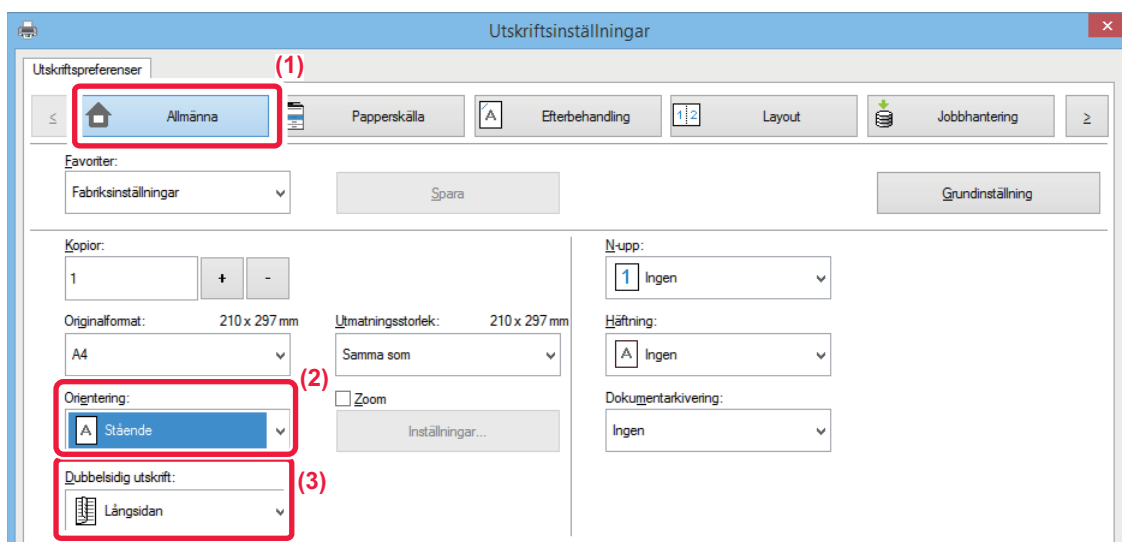 Utskriftsinställningar
Utskriftspreferenser
(1)
<
Allmänna
Papperskälla
Efterbehandling
Layout
Jobbhantering
>
Favoriter:
Fabriksinställningar
Spara
Grundinställning
Kopior:
1
+
-
N-upp:
1 Ingen
Originalformat: 210 x 297 mm
A4
Utmatningsstorlek: 210 x 297 mm
Samma som
Häftning:
A Ingen
(2)
Orientering:
A Stående
Zoom
Inställningar...
Dokumentarkivering:
Ingen
(3)
Dubbelsidig utskrift:
Långsidan